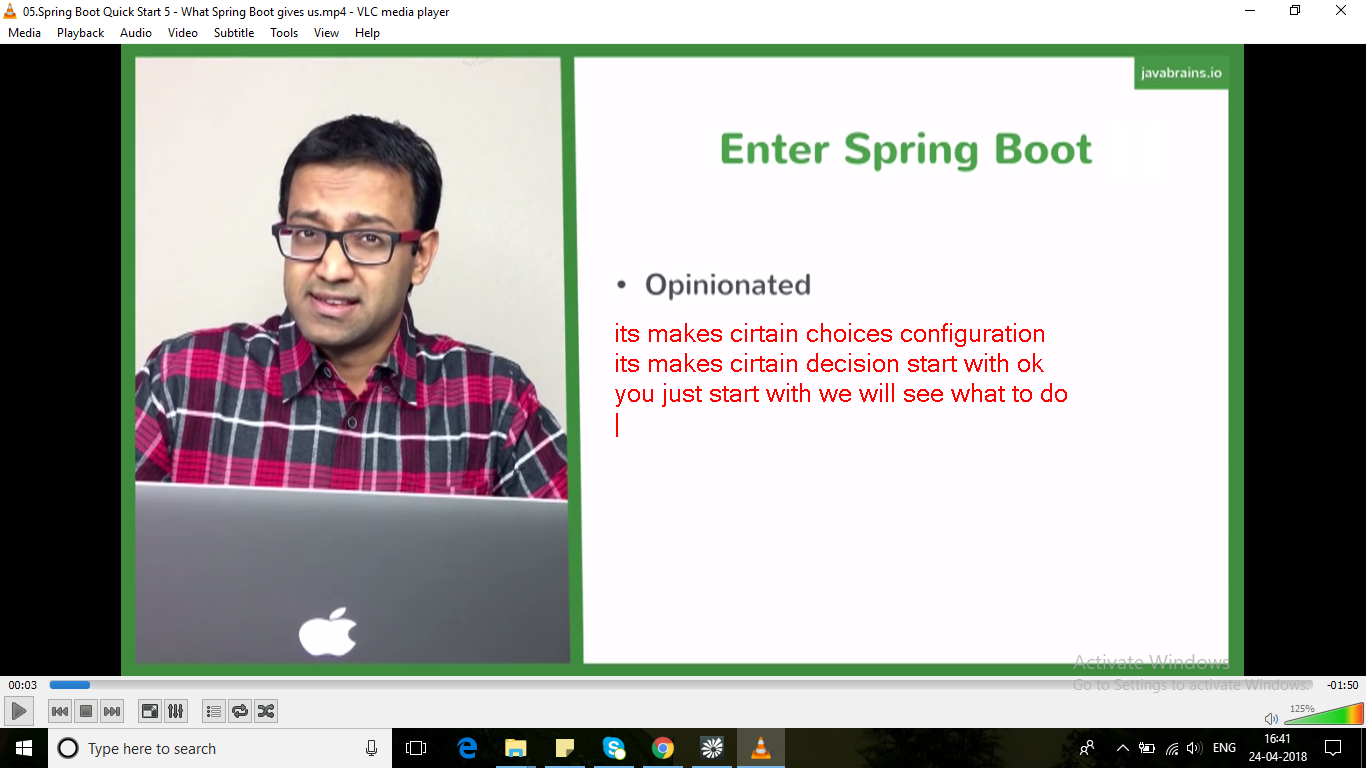 05.Spring Boot Quick Start 5 - What Spring Boot gives us.mp4 - VLC media player
Media Playback Audio Video Subtitle Tools View Help
javabrains.io
Enter Spring Boot
• Opinionated
its makes cirtain choices configuration
its makes cirtain decision start with ok
you just start with we will see what to do
Activate Windows
Go to Settings to activate Windows.
00:03 -01:50
125%
Type here to search
ENG
16:41
24-04-2018